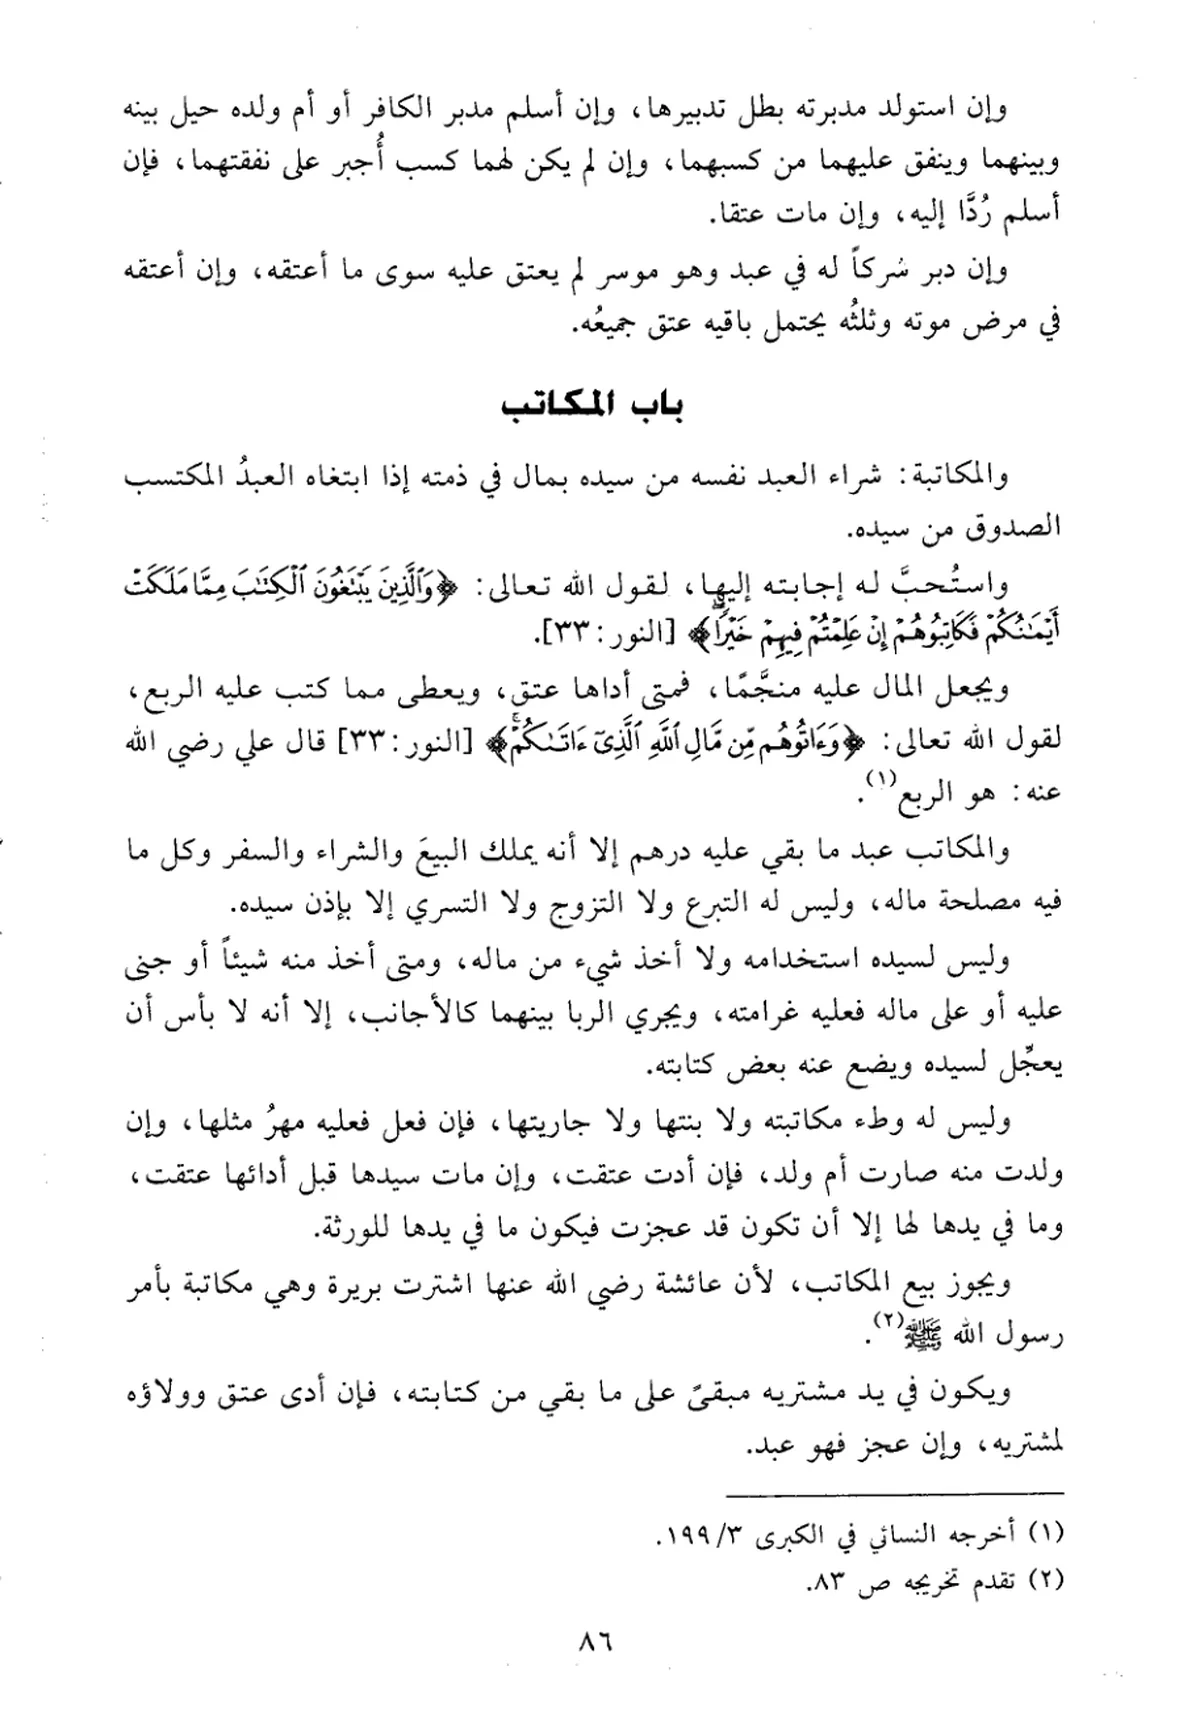 وإن استولد مدبرته بطل تدبيرها، وإن أسلم مدبر الكافر أو أم ولده حيل بينه
وبينهما وينفق عليهما من كسبهما، وإن لم يكن لهما كسب أُجبر على نفقتهما، فإن
أسلم رُدَّا إليه، وإن مات عتقا.
وإن دبر شركاً له في عبد وهو موسر لم يعتق عليه سوى ما أعتقه، وإن أعتقه
في مرض موته وثلثُه يحتمل باقيه عتق جميعُه.
باب المكاتب
والمكاتبة: شراء العبد نفسه من سيده بمال في ذمته إذا ابتغاه العبدُ المكتسب
الصدوق من سيده.
واستُحبَّ له إجابته إليها، لقول الله تعالى: ﴿وَٱلَّذِينَ يَبْتَغُونَ ٱلْكِتَٰبَ مِمَّا مَلَكَتْ
أَيْمَٰنُكُمْ فَكَاتِبُوهُمْ إِنْ عَلِمْتُمْ فِيهِمْ خَيْرًاۖ﴾ [النور: ٣٣].
ويجعل المال عليه منجَّمًا، فمتى أداها عتق، ويعطى مما كتب عليه الربع،
لقول الله تعالى: ﴿وَءَاتُوهُم مِّن مَّالِ ٱللَّهِ ٱلَّذِىٓ ءَاتَىٰكُمْۚ﴾ [النور: ٣٣] قال علي رضي الله
عنه: هو الربع(١).
والمكاتب عبد ما بقي عليه درهم إلا أنه يملك البيعَ والشراء والسفر وكل ما
فيه مصلحة ماله، وليس له التبرع ولا التزوج ولا التسري إلا بإذن سيده.
وليس لسيده استخدامه ولا أخذ شيء من ماله، ومتى أخذ منه شيئاً أو جنى
عليه أو على ماله فعليه غرامته، ويجري الربا بينهما كالأجانب، إلا أنه لا بأس أن
يعجِّل لسيده ويضع عنه بعض كتابته.
وليس له وطء مكاتبته ولا بنتها ولا جاريتها، فإن فعل فعليه مهرُ مثلها، وإن
ولدت منه صارت أم ولد، فإن أدت عتقت، وإن مات سيدها قبل أدائها عتقت،
وما في يدها لها إلا أن تكون قد عجزت فيكون ما في يدها للورثة.
ويجوز بيع المكاتب، لأن عائشة رضي الله عنها اشترت بريرة وهي مكاتبة بأمر
رسول الله ﷺ(٢).
ويكون في يد مشتريه مبقىً على ما بقي من كتابته، فإن أدى عتق وولاؤه
لمشتريه، وإن عجز فهو عبد.
(١) أخرجه النسائي في الكبرى ٣/ ١٩٩.
(٢) تقدم تخريجه ص ٨٣.
٨٦